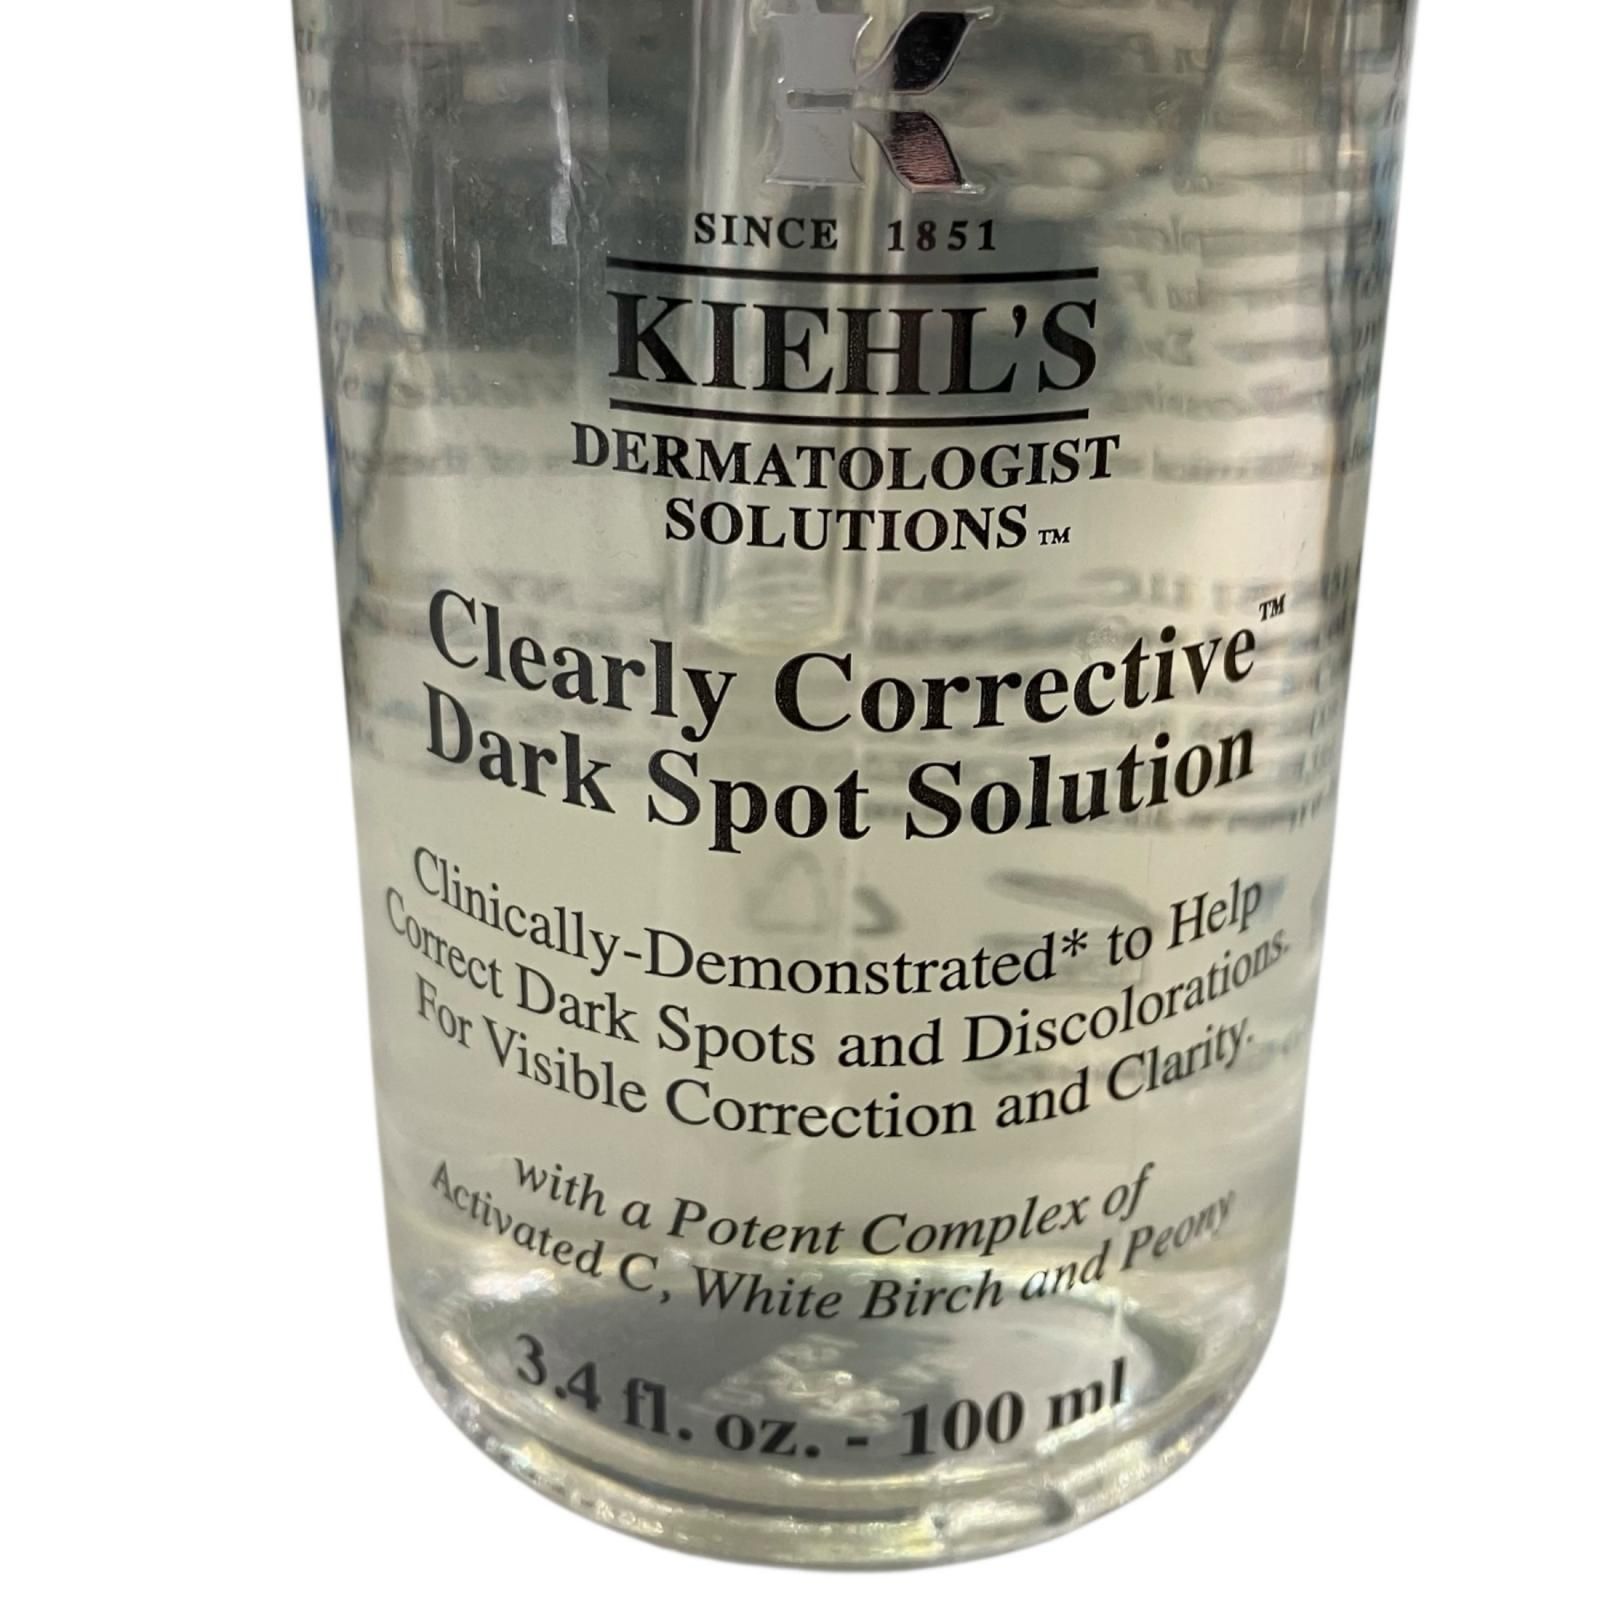 K
SINCE 1851
KIEHL'S
DERMATOLOGIST
SOLUTIONS™
Clearly Corrective™
Dark Spot Solution
Clinically-Demonstrated* to Help
Correct Dark Spots and Discolorations.
For Visible Correction and Clarity.
with a Potent Complex of
Activated C, White Birch and Peony
3.4 fl. oz. - 100 ml